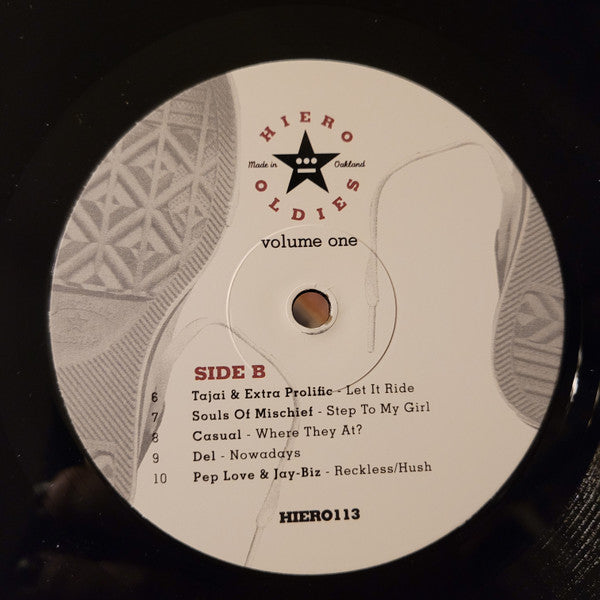 HIERO
Made in Oakland
OLDIES
volume one
SIDE B
6 Tajai & Extra Prolific - Let It Ride
7 Souls Of Mischief - Step To My Girl
8 Casual - Where They At?
9 Del - Nowadays
10 Pep Love & Jay-Biz - Reckless/Hush
HIERO113